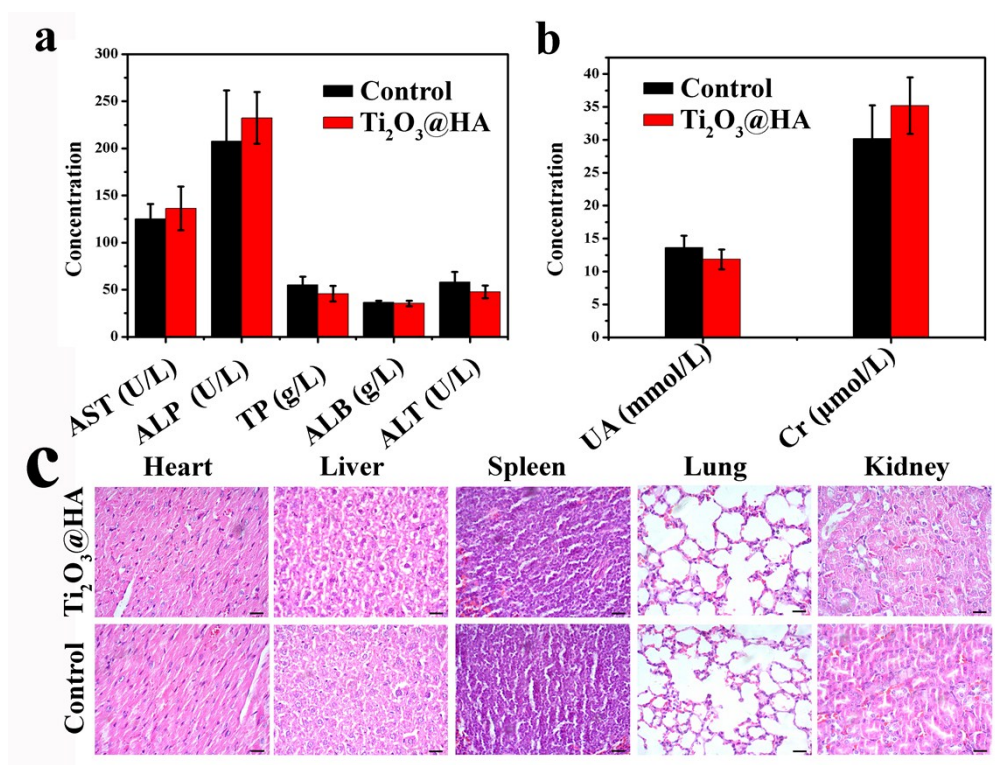 a
300
250
200
150
100
50
0
Concentration
Control
Ti₂O₃@HA
AST (U/L)
ALP (U/L)
TP (g/L)
ALB (g/L)
ALT (U/L)
b
40
35
30
25
20
15
10
5
0
Concentration
Control
Ti₂O₃@HA
UA (mmol/L)
Cr (μmol/L)
c
Heart Liver Spleen Lung Kidney
Ti₂O₃@HA
Control